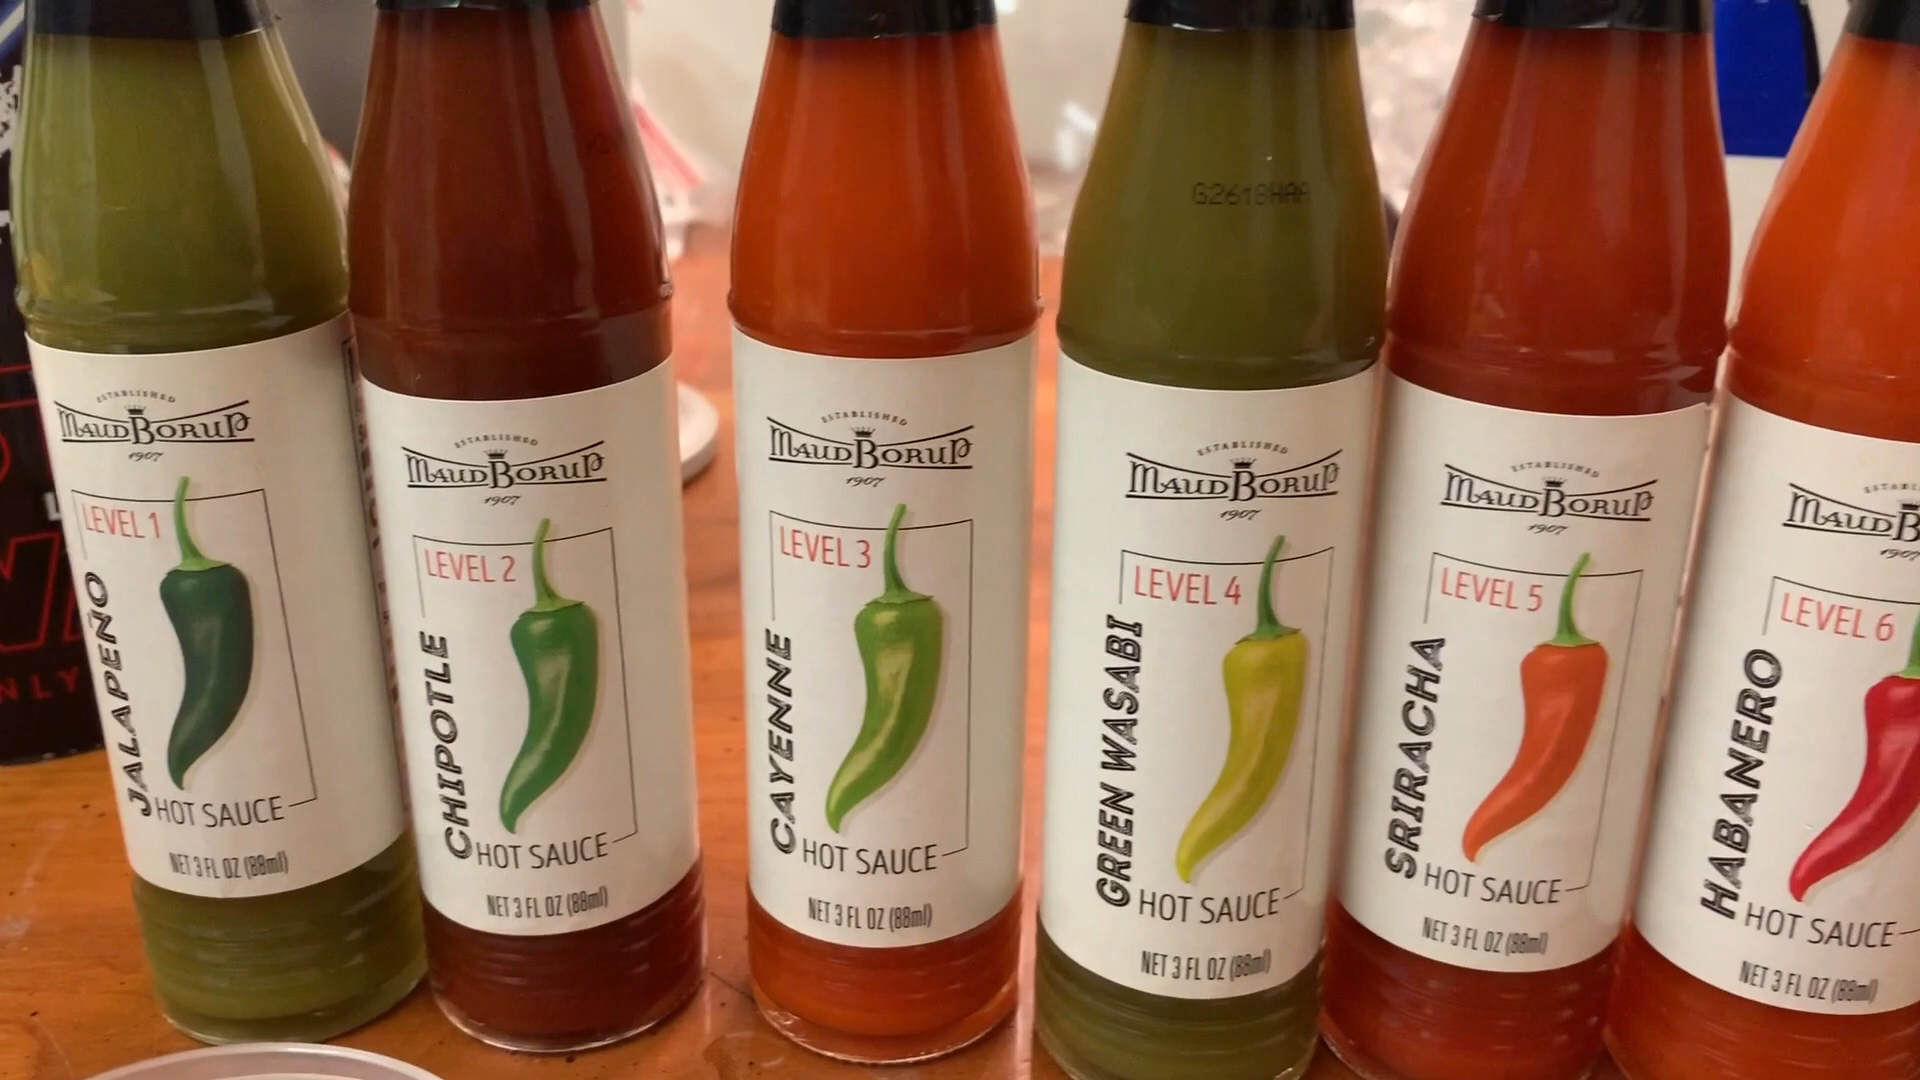 ESTABLISHED
MAUD BORUP
1907
LEVEL 1
JALAPEÑO
HOT SAUCE
NET 3 FL OZ (88ml)
ESTABLISHED
MAUD BORUP
1907
LEVEL 2
CHIPOTLE
HOT SAUCE
NET 3 FL OZ (88ml)
ESTABLISHED
MAUD BORUP
1907
LEVEL 3
CAYENNE
HOT SAUCE
NET 3 FL OZ (88ml)
G2618HAA
ESTABLISHED
MAUD BORUP
1907
LEVEL 4
GREEN WASABI
HOT SAUCE
NET 3 FL OZ (88ml)
ESTABLISHED
MAUD BORUP
1907
LEVEL 5
SRIRACHA
HOT SAUCE
NET 3 FL OZ (88ml)
MAUD
1907
LEVEL 6
HABANERO
HOT SAUCE
NET 3 FL OZ (88ml)
NLY